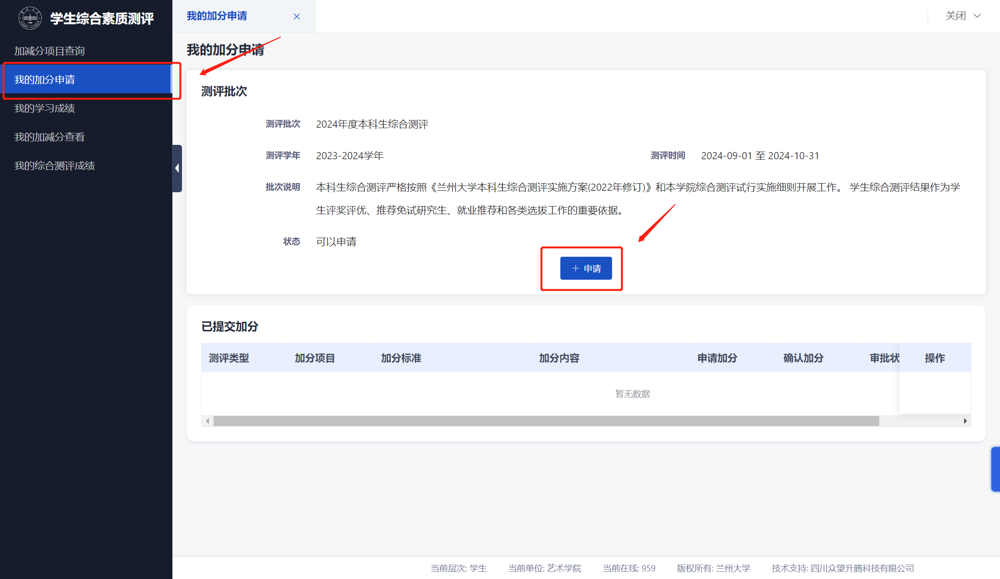 学生综合素质测评
我的加分申请
关闭
加减分项目查询
我的加分申请
我的学习成绩
我的加减分查看
我的综合测评成绩
我的加分申请
测评批次
测评批次 2024年度本科生综合测评
测评学年 2023-2024学年 测评时间 2024-09-01 至 2024-10-31
批次说明 本科生综合测评严格按照《兰州大学本科生综合测评实施方案(2022年修订)》和本学院综合测评试行实施细则开展工作。 学生综合测评结果作为学
生评奖评优、推荐免试研究生、就业推荐和各类选拔工作的重要依据。
状态 可以申请
+ 申请
已提交加分
测评类型 加分项目 加分标准 加分内容 申请加分 确认加分 审批状 操作
暂无数据
当前层次: 学生 当前单位: 艺术学院 当前在线: 959 版权所有: 兰州大学 技术支持: 四川众望升腾科技有限公司